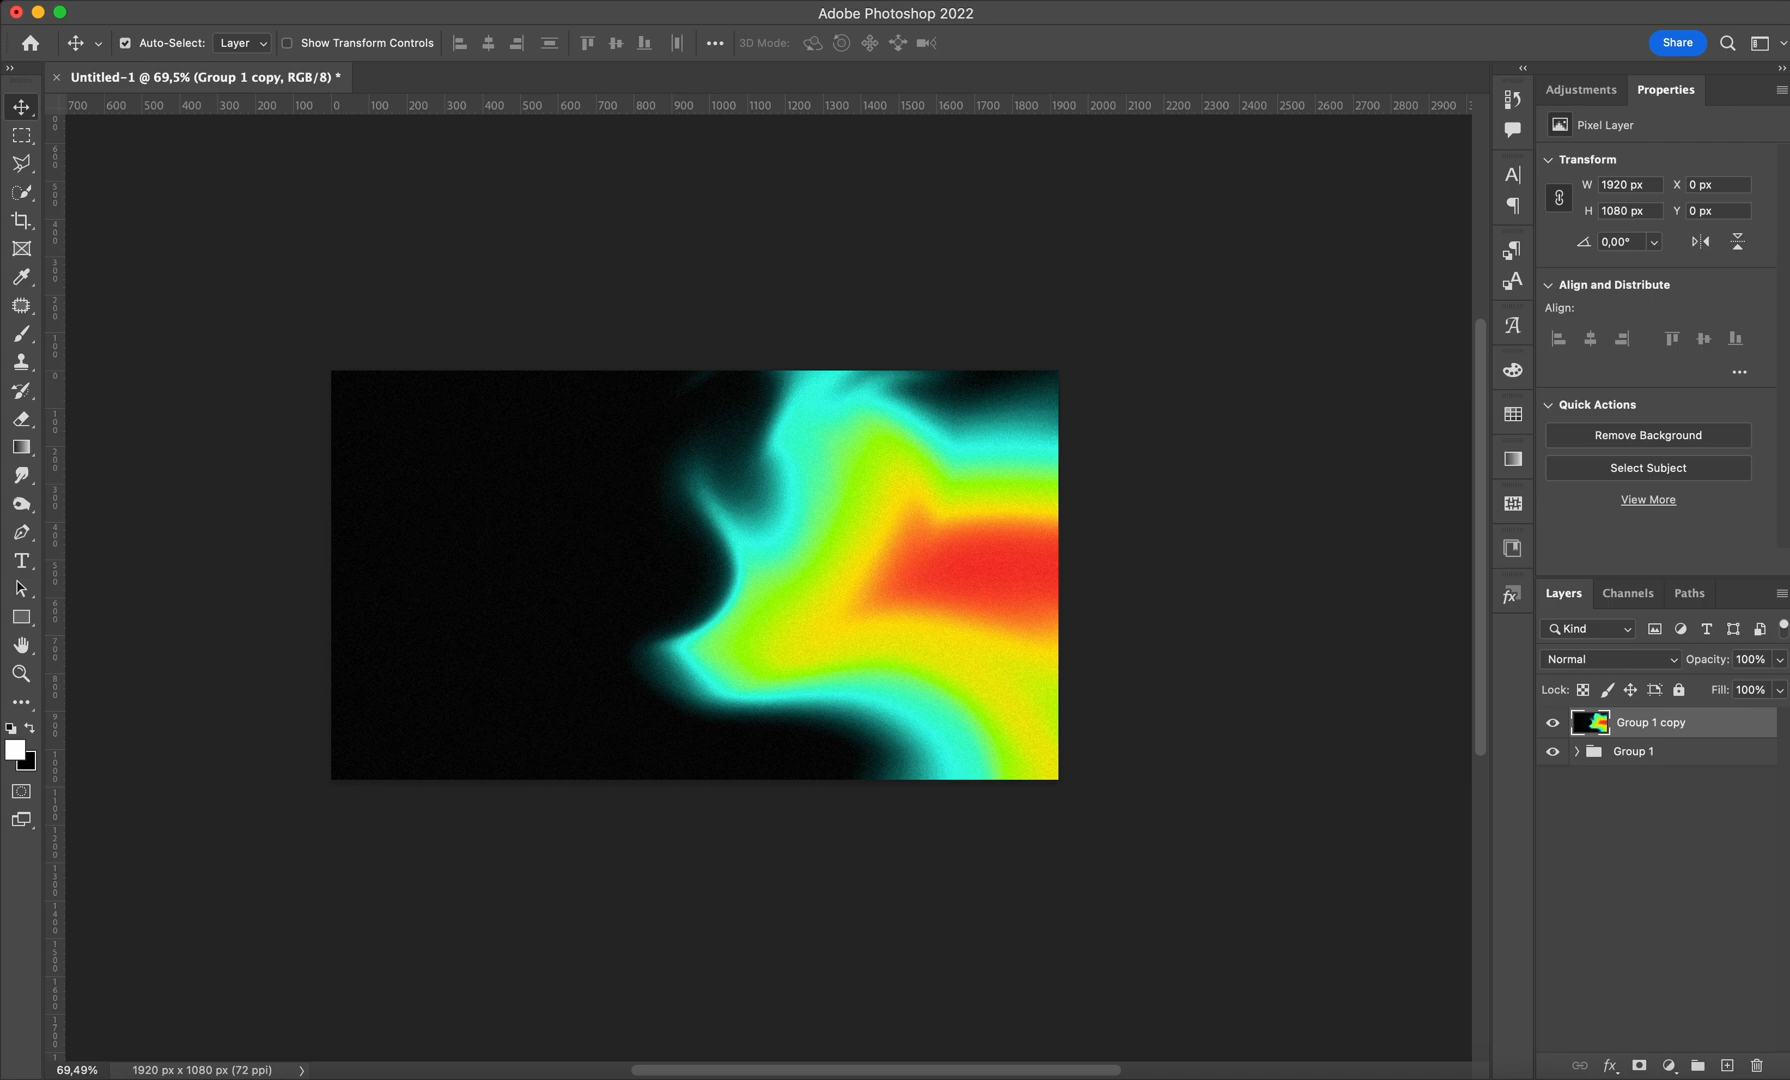 Adobe Photoshop 2022
Auto-Select: Layer Show Transform Controls 3D Mode: Share
Untitled-1 @ 69,5% (Group 1 copy, RGB/8) *
700 600 500 400 300 200 100 0 100 200 300 400 500 600 700 800 900 1000 1100 1200 1300 1400 1500 1600 1700 1800 1900 2000 2100 2200 2300 2400 2500 2600 2700 2800 2900
Adjustments Properties
Pixel Layer
Transform
W 1920 px X 0 px
H 1080 px Y 0 px
0,00°
Align and Distribute
Align:
Quick Actions
Remove Background
Select Subject
View More
Layers Channels Paths
Kind
Normal Opacity: 100%
Lock: Fill: 100%
Group 1 copy
Group 1
69,49% 1920 px x 1080 px (72 ppi)